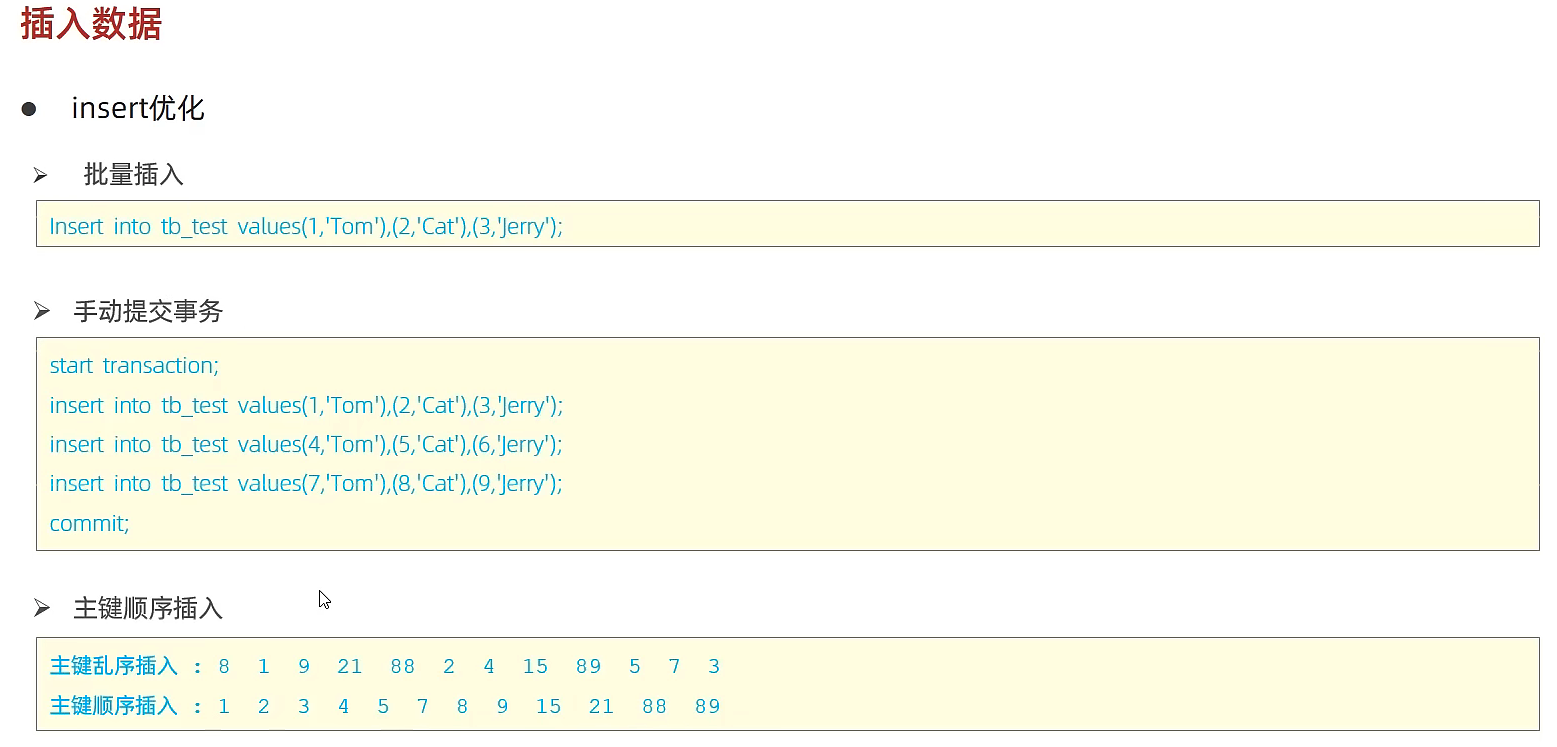 插入数据
insert优化
批量插入
Insert into tb_test values(1,'Tom'),(2,'Cat'),(3,'Jerry');
手动提交事务
start transaction;
insert into tb_test values(1,'Tom'),(2,'Cat'),(3,'Jerry');
insert into tb_test values(4,'Tom'),(5,'Cat'),(6,'Jerry');
insert into tb_test values(7,'Tom'),(8,'Cat'),(9,'Jerry');
commit;
主键顺序插入
主键乱序插入 : 8 1 9 21 88 2 4 15 89 5 7 3
主键顺序插入 : 1 2 3 4 5 7 8 9 15 21 88 89